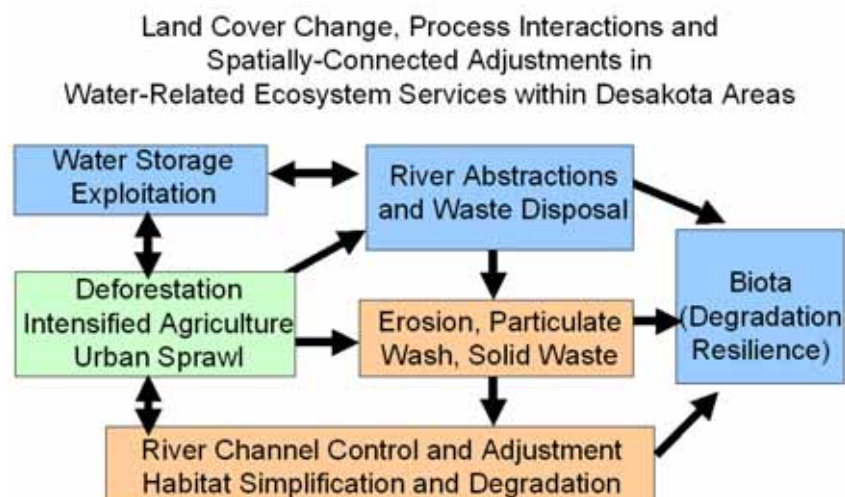 Land Cover Change, Process Interactions and
Spatially-Connected Adjustments in
Water-Related Ecosystem Services within Desakota Areas
Water Storage
Exploitation
River Abstractions
and Waste Disposal
Deforestation
Intensified Agriculture
Urban Sprawl
Erosion, Particulate
Wash, Solid Waste
Biota
(Degradation
Resilience)
River Channel Control and Adjustment
Habitat Simplification and Degradation